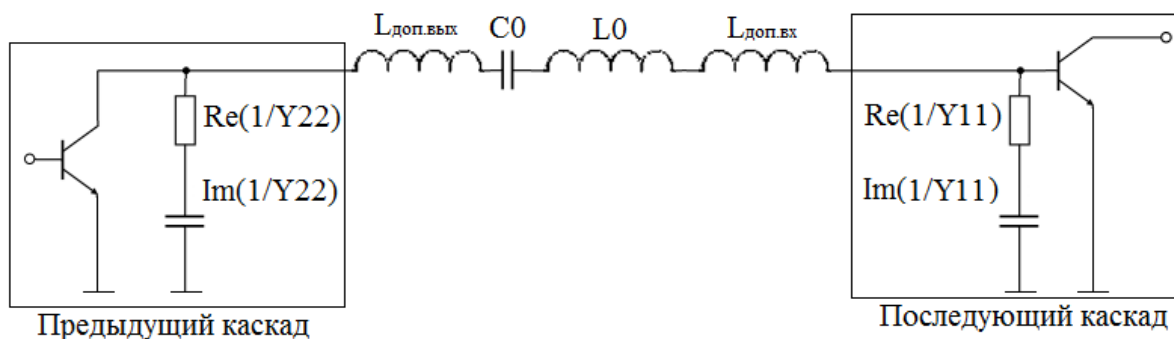 Lдоп.вых C0 L0 Lдоп.вх
Re(1/Y22) Re(1/Y11)
Im(1/Y22) Im(1/Y11)
Предыдущий каскад Последующий каскад